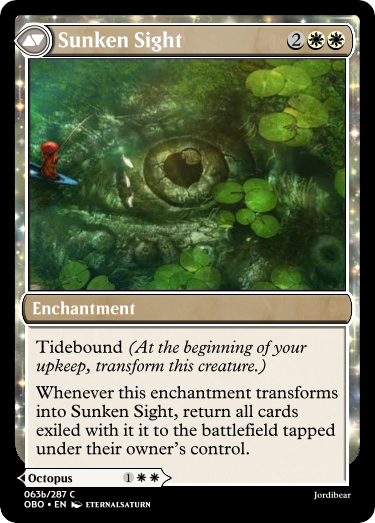 Sunken Sight 2
Enchantment
Tidebound (At the beginning of your
upkeep, transform this creature.)
Whenever this enchantment transforms
into Sunken Sight, return all cards
exiled with it it to the battlefield tapped
under their owner's control.
Octopus 1
063b/287 C
OBO • EN ETERNALSATURN
Jordibear